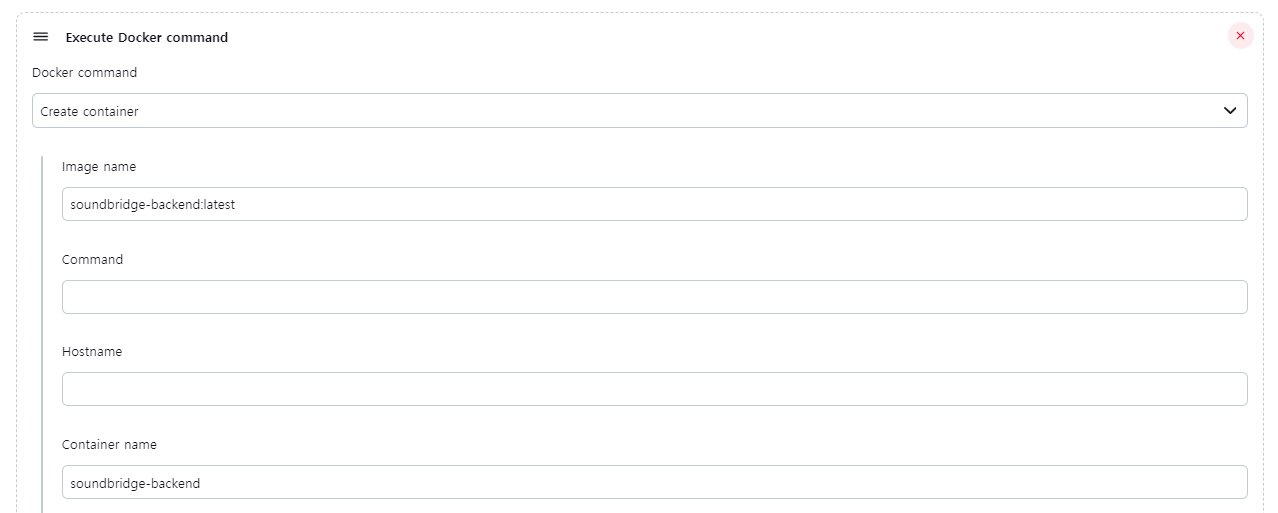 Execute Docker command
Docker command
Create container
Image name
soundbridge-backend:latest
Command
Hostname
Container name
soundbridge-backend